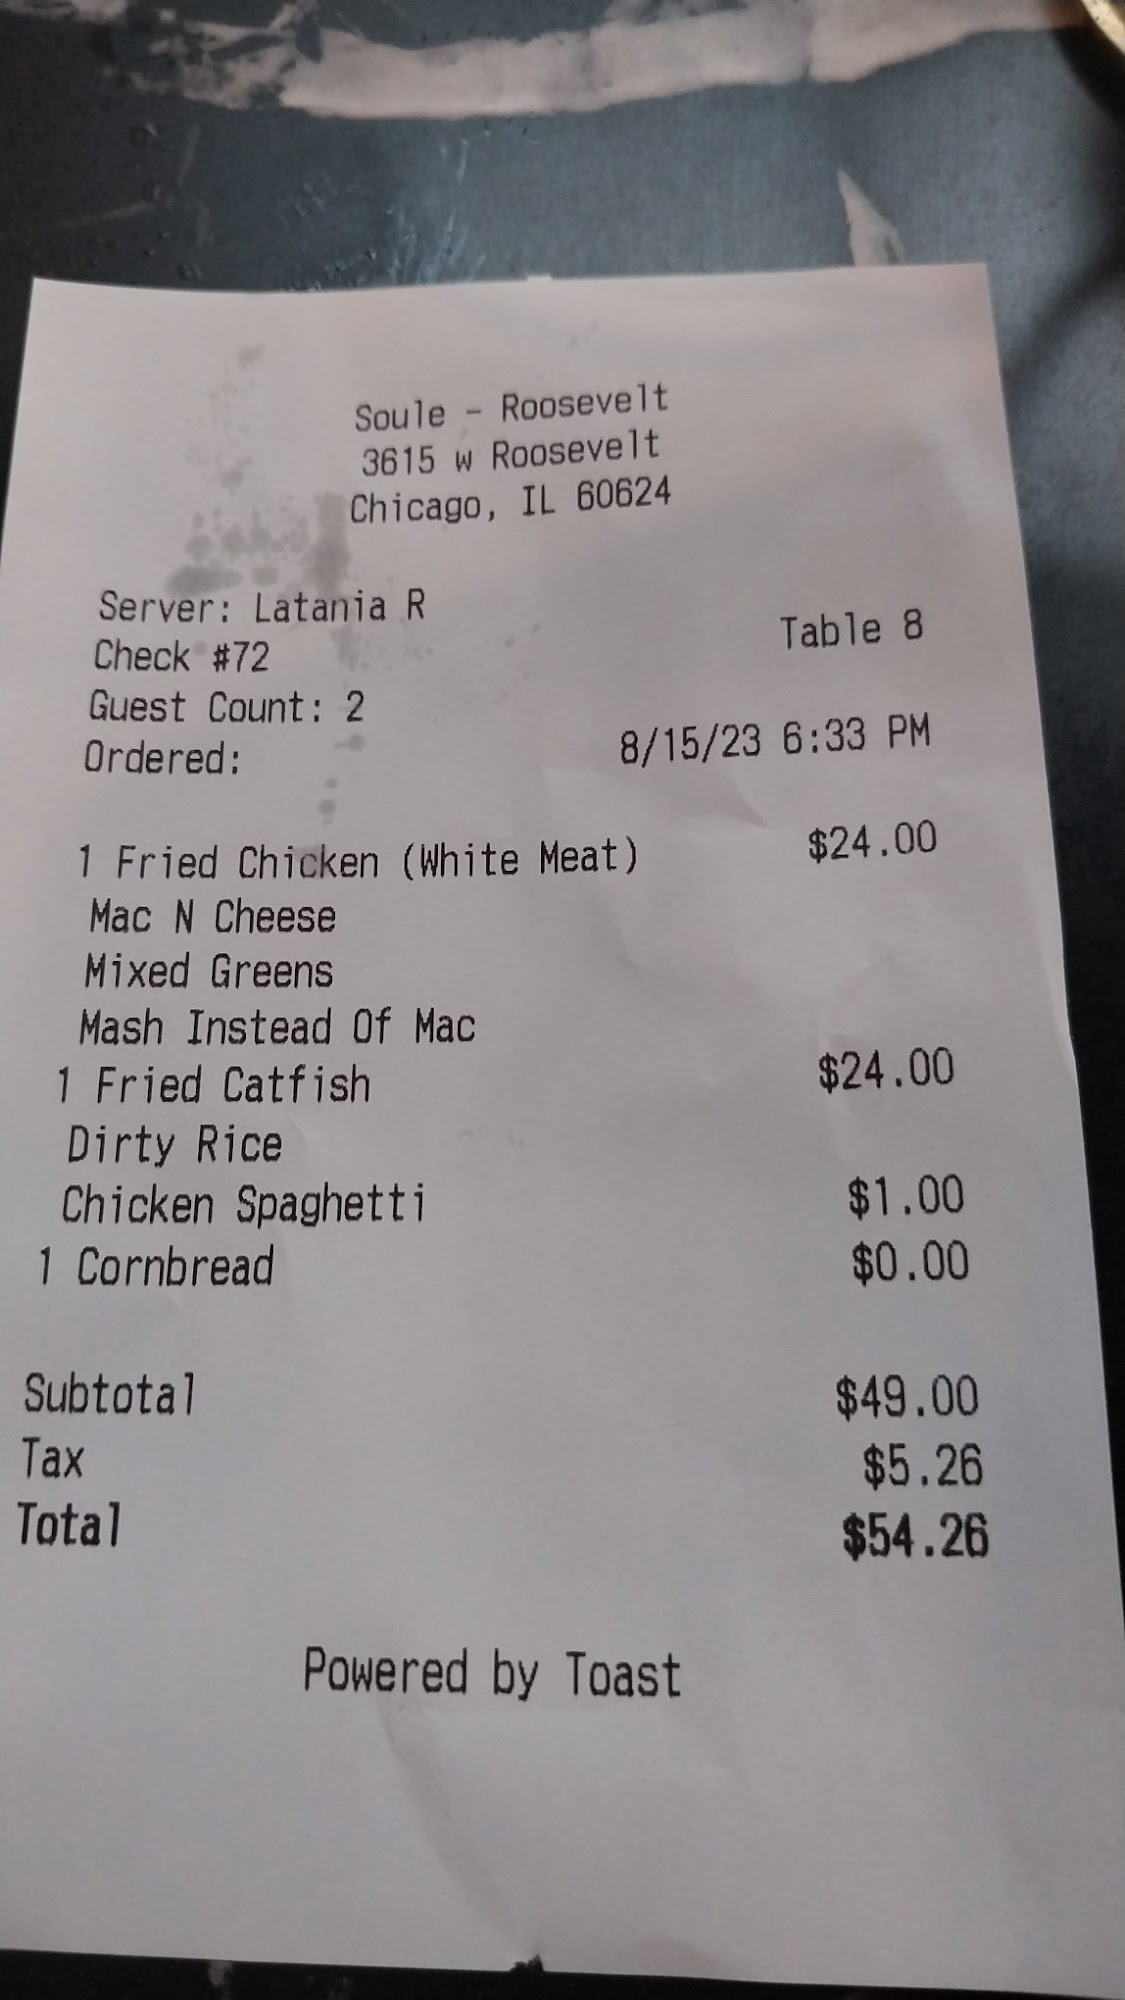 Soule - Roosevelt
3615 w Roosevelt
Chicago, IL 60624
Server: Latania R
Check #72 Table 8
Guest Count: 2
Ordered: 8/15/23 6:33 PM
1 Fried Chicken (White Meat) $24.00
Mac N Cheese
Mixed Greens
Mash Instead Of Mac
1 Fried Catfish $24.00
Dirty Rice
Chicken Spaghetti $1.00
1 Cornbread $0.00
Subtotal $49.00
Tax $5.26
Total $54.26
Powered by Toast